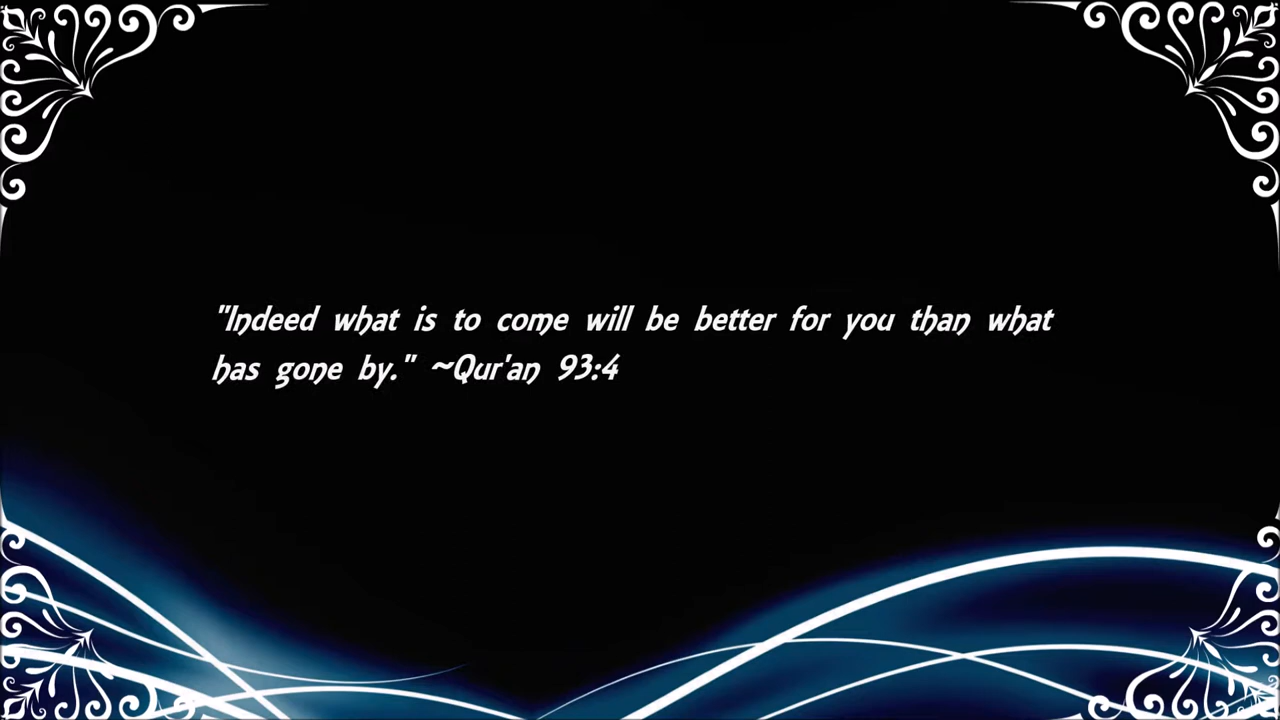 "Indeed what is to come will be better for you than what
has gone by." ~Qur'an 93:4